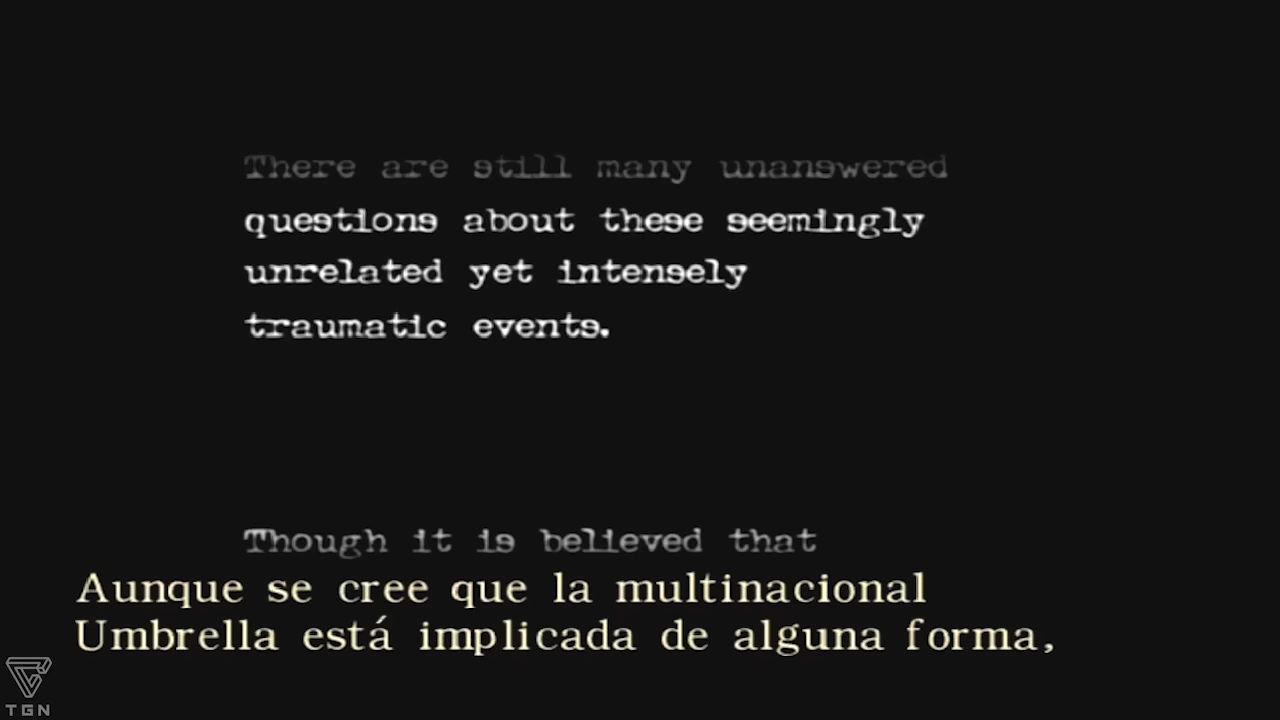 There are still many unanswered
questions about these seemingly
unrelated yet intensely
traumatic events.
Though it is believed that
Aunque se cree que la multinacional
Umbrella está implicada de alguna forma,
TGN